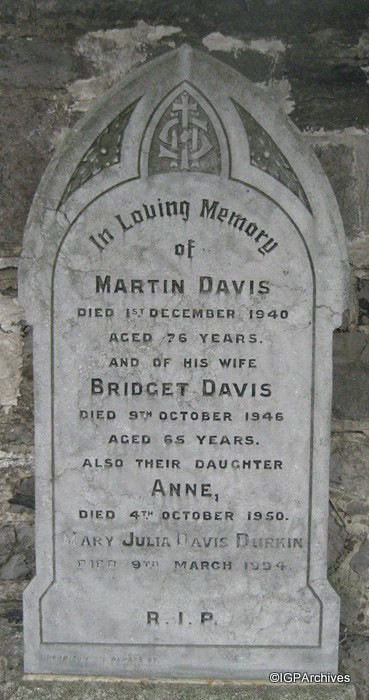 IHS
In Loving Memory
of
MARTIN DAVIS
DIED 1ST DECEMBER 1940
AGED 76 YEARS.
AND OF HIS WIFE
BRIDGET DAVIS
DIED 9TH OCTOBER 1946
AGED 65 YEARS.
ALSO THEIR DAUGHTER
ANNE,
DIED 4TH OCTOBER 1950.
MARY JULIA DAVIS DURKIN
DIED 9TH MARCH 1994.
R.I.P.
©IGPArchives